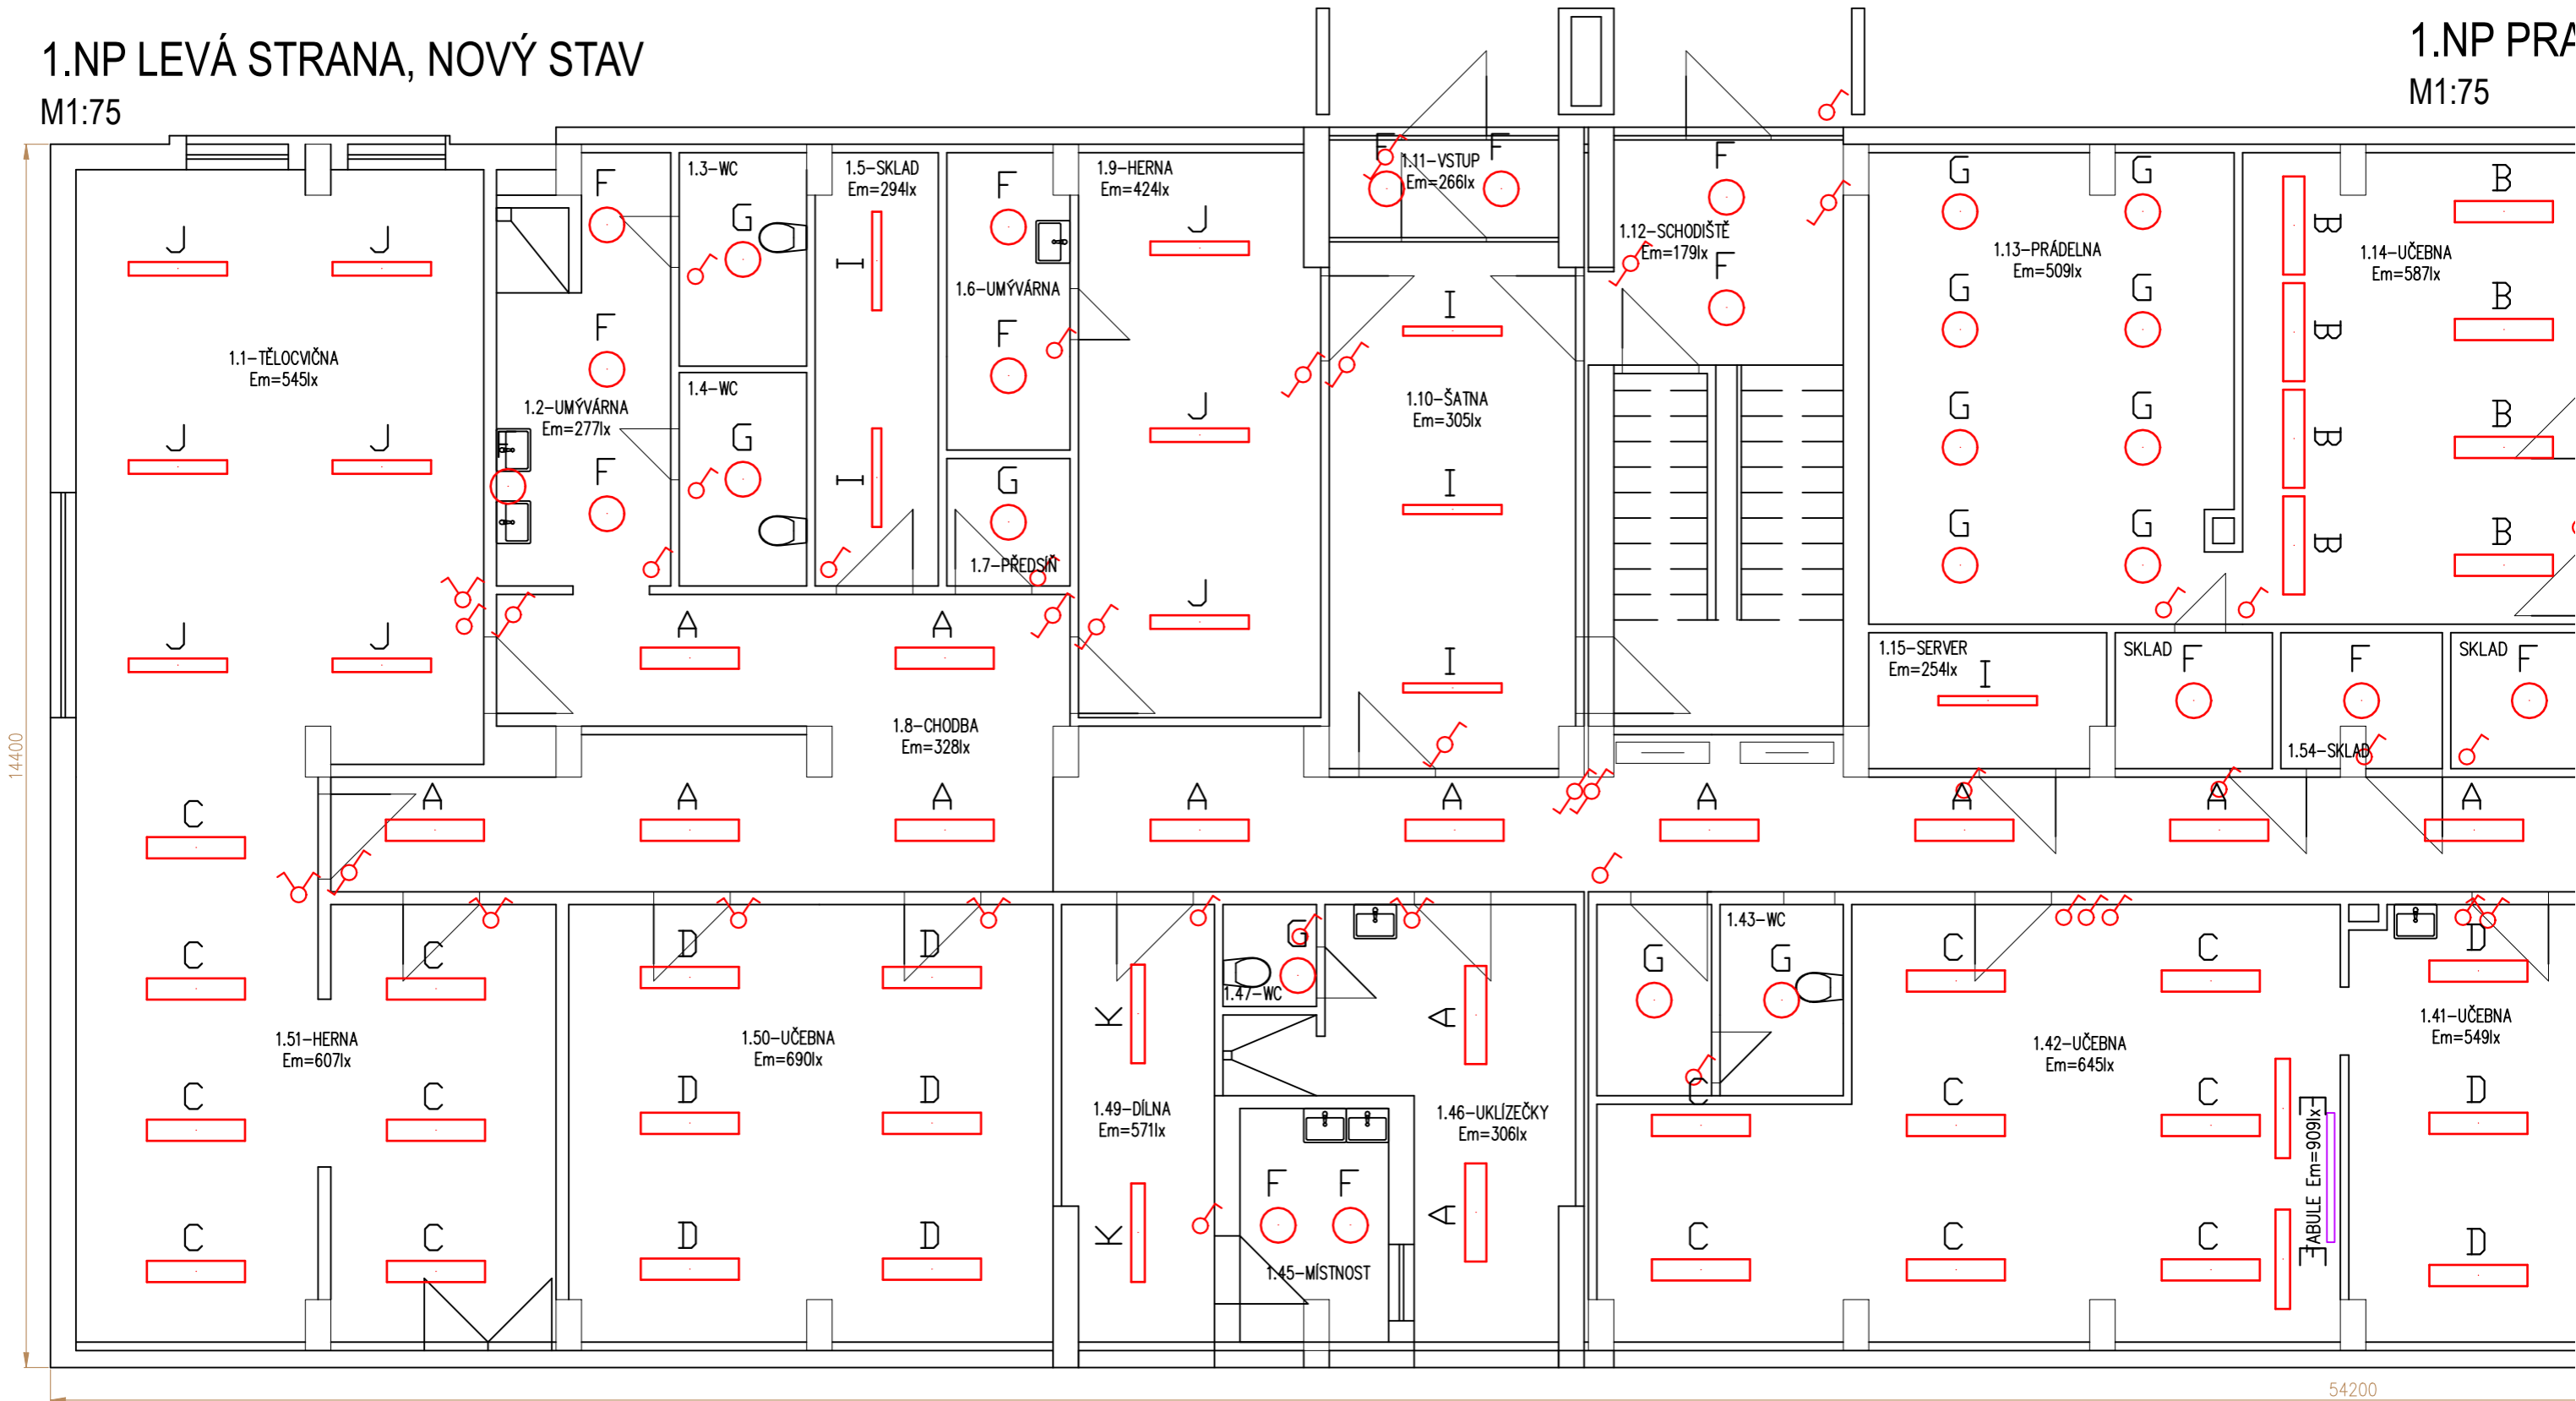 1.NP LEVÁ STRANA, NOVÝ STAV
M1:75
1.NP PRA
M1:75
1.3-WC
G
F
1.5-SKLAD
Em=294lx
I
I
F
1.6-UMÝVÁRNA
F
1.9-HERNA
Em=424lx
J
J
J
F
F
1.11-VSTUP
Em=266lx
F
1.12-SCHODIŠTĚ
Em=179lx
F
G
G
1.13-PRÁDELNA
Em=509lx
G
G
G
G
G
G
B
B
B
B
1.14-UČEBNA
Em=587lx
B
B
B
B
J
J
1.1-TĚLOCVIČNA
Em=545lx
J
J
J
J
F
1.2-UMÝVÁRNA
Em=277lx
F
F
1.4-WC
G
G
1.7-PŘEDSÍŇ
I
1.10-ŠATNA
Em=305lx
I
I
A
A
1.8-CHODBA
Em=328lx
1.15-SERVER
Em=254lx
I
SKLAD
F
F
1.54-SKLAD
SKLAD
F
14400
A
A
A
A
A
A
A
A
A
C
C
C
C
C
C
C
1.51-HERNA
Em=607lx
D
D
1.50-UČEBNA
Em=690lx
D
D
D
D
K
1.49-DÍLNA
Em=571lx
K
G
1.47-WC
A
1.46-UKLÍZEČKY
Em=306lx
A
F
F
1.45-MÍSTNOST
G
1.43-WC
G
C
C
1.42-UČEBNA
Em=645lx
C
C
C
C
C
C
E
TABULE Em=909lx
E
D
1.41-UČEBNA
Em=549lx
D
D
54200